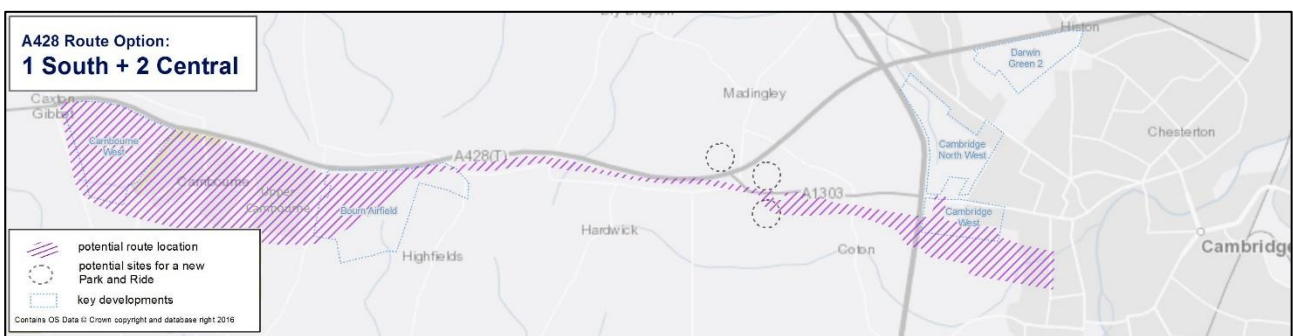 A428 Route Option:
1 South + 2 Central
Histon
Darwin
Green 2
Caxton
Gibbet
Madingley
Chesterton
Cambourne
West
Cambridge
North West
A428(T)
Cambourne
Upper
Cambourne
A1303
Bourn Airfield
Cambridge
West
Hardwick
Coton
Cambridge
Highfields
potential route location
potential sites for a new
Park and Ride
key developments
Contains OS Data © Crown copyright and database right 2016